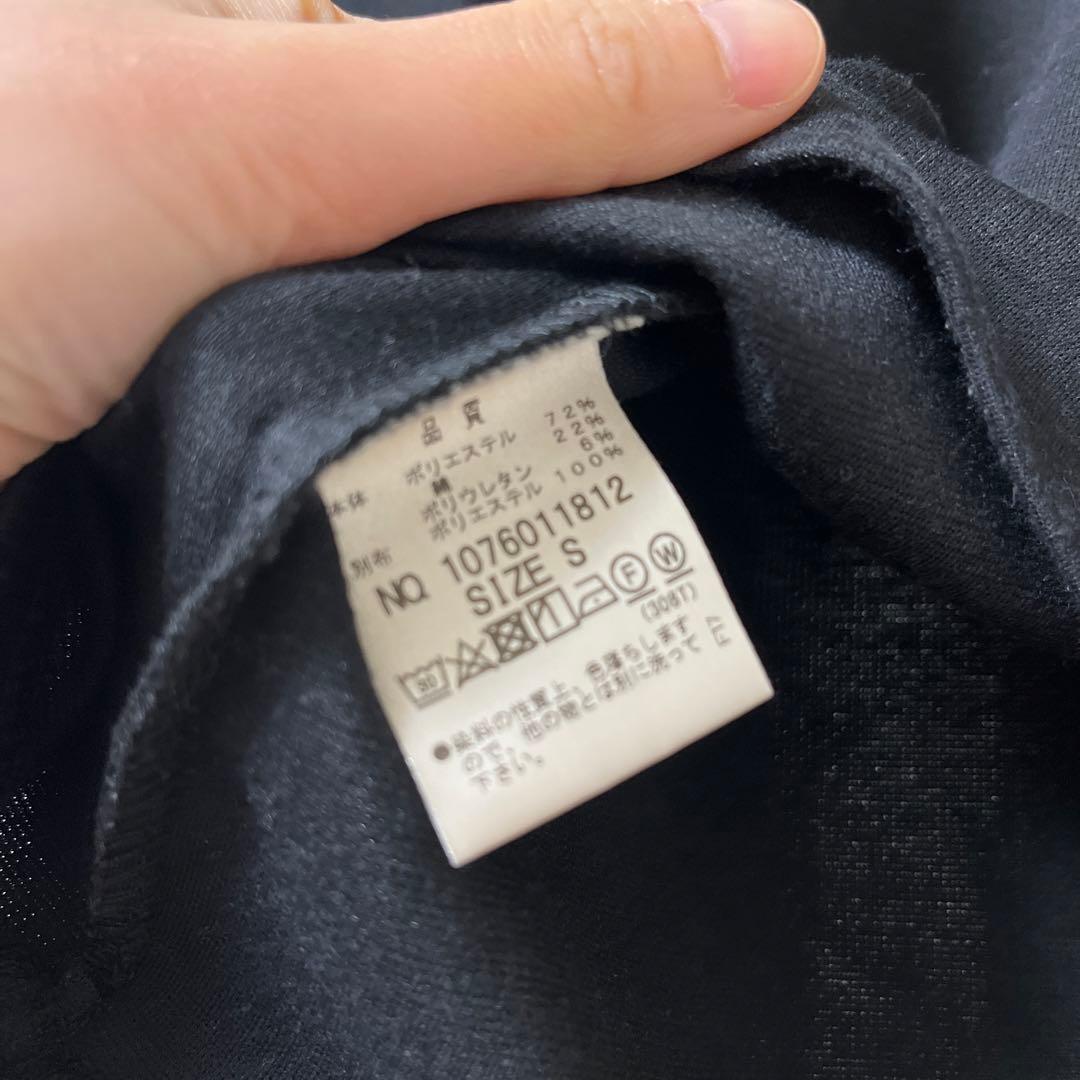 品質
本体 ポリエステル 72%
綿 22%
ポリウレタン 6%
別布 ポリエステル 100%
NO. 1076011812
SIZE S
30 F W
(308T)
●染料の性質上、色落ちします
ので、他の物とは別に洗って
下さい。